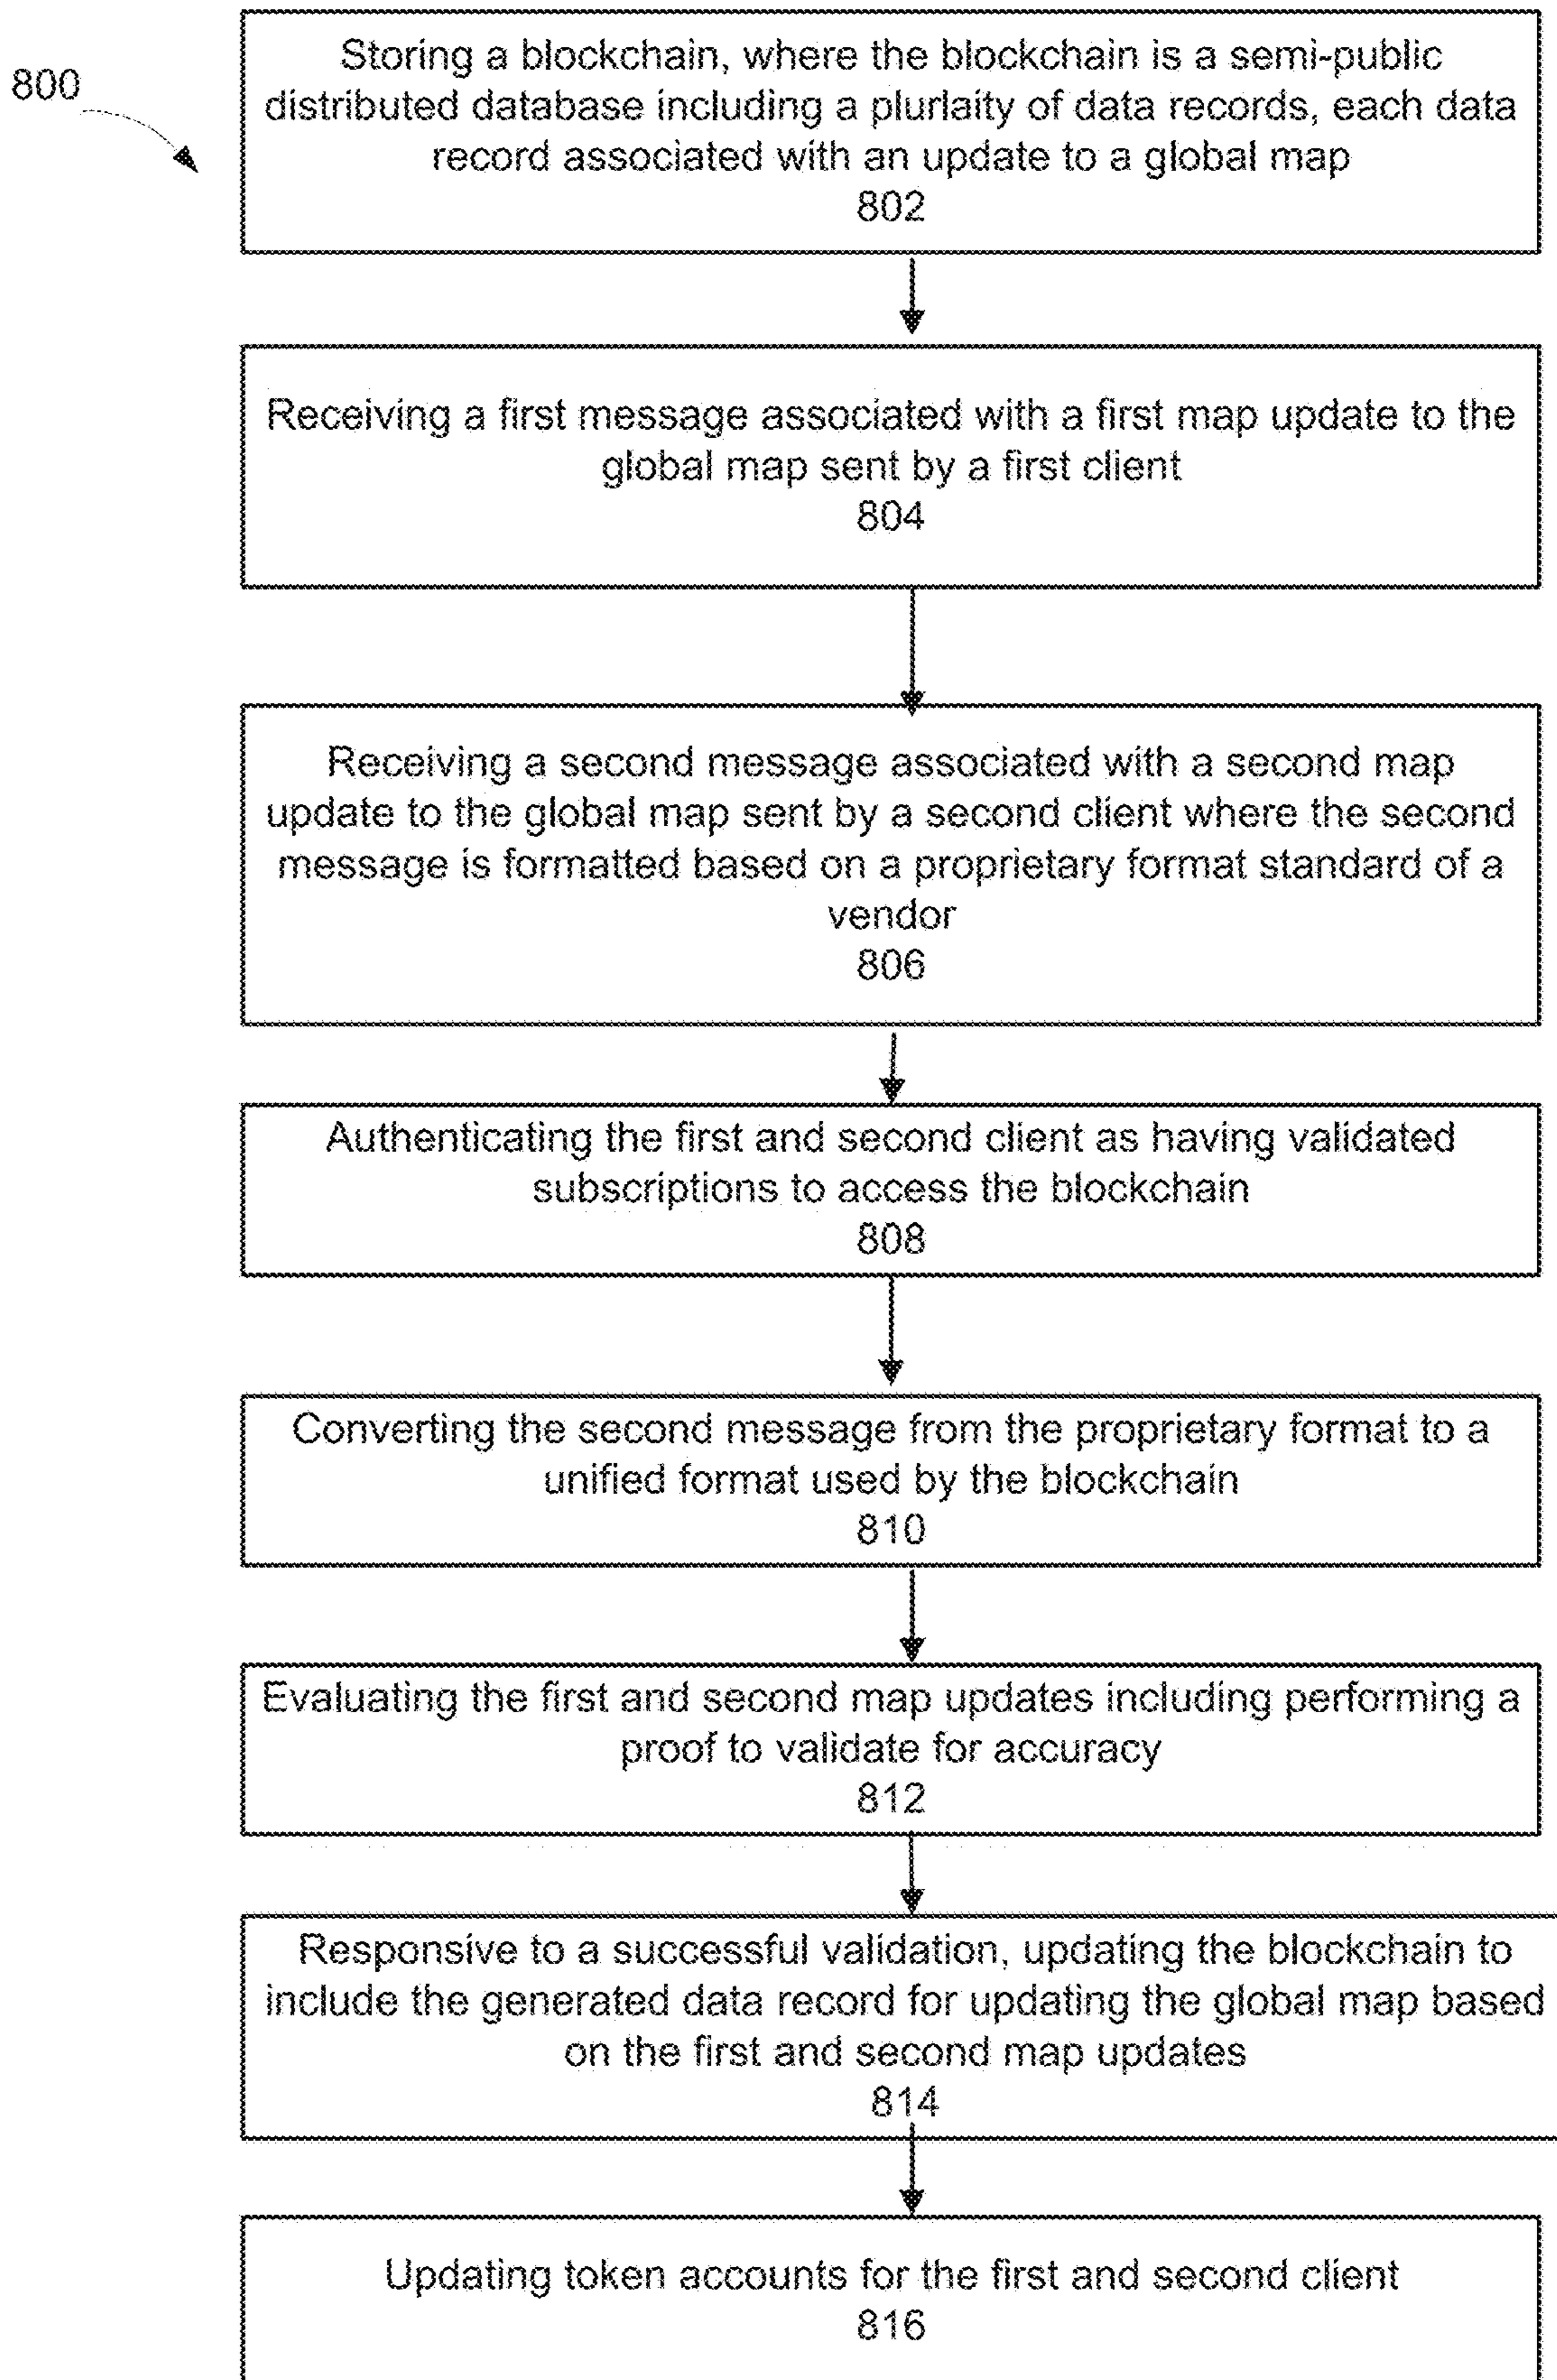 800
Storing a blockchain, where the blockchain is a semi-public
distributed database including a plurlaity of data records, each data
record associated with an update to a global map
802
Receiving a first message associated with a first map update to the
global map sent by a first client
804
Receiving a second message associated with a second map
update to the global map sent by a second client where the second
message is formatted based on a proprietary format standard of a
vendor
806
Authenticating the first and second client as having validated
subscriptions to access the blockchain
808
Converting the second message from the proprietary format to a
unified format used by the blockchain
810
Evaluating the first and second map updates including performing a
proof to validate for accuracy
812
Responsive to a successful validation, updating the blockchain to
include the generated data record for updating the global map based
on the first and second map updates
814
Updating token accounts for the first and second client
816